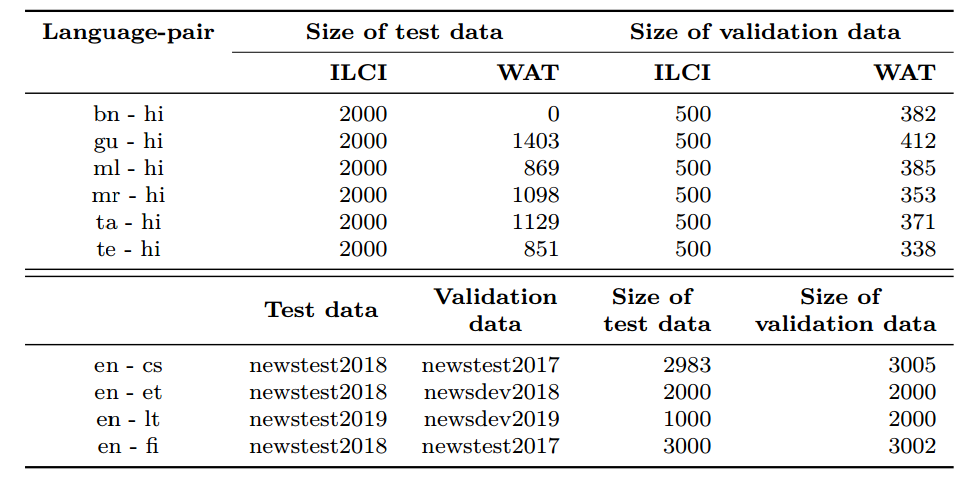 Language-pair Size of test data Size of validation data
ILCI WAT ILCI WAT
bn - hi 2000 0 500 382
gu - hi 2000 1403 500 412
ml - hi 2000 869 500 385
mr - hi 2000 1098 500 353
ta - hi 2000 1129 500 371
te - hi 2000 851 500 338
Test data Validation data Size of test data Size of validation data
en - cs newstest2018 newstest2017 2983 3005
en - et newstest2018 newsdev2018 2000 2000
en - lt newstest2019 newsdev2019 1000 2000
en - fi newstest2018 newstest2017 3000 3002